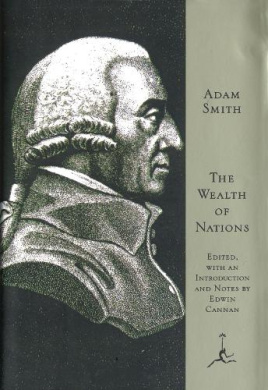 ADAM
SMITH
THE
WEALTH
OF
NATIONS
EDITED,
WITH AN
INTRODUCTION
AND NOTES BY
EDWIN
CANNAN